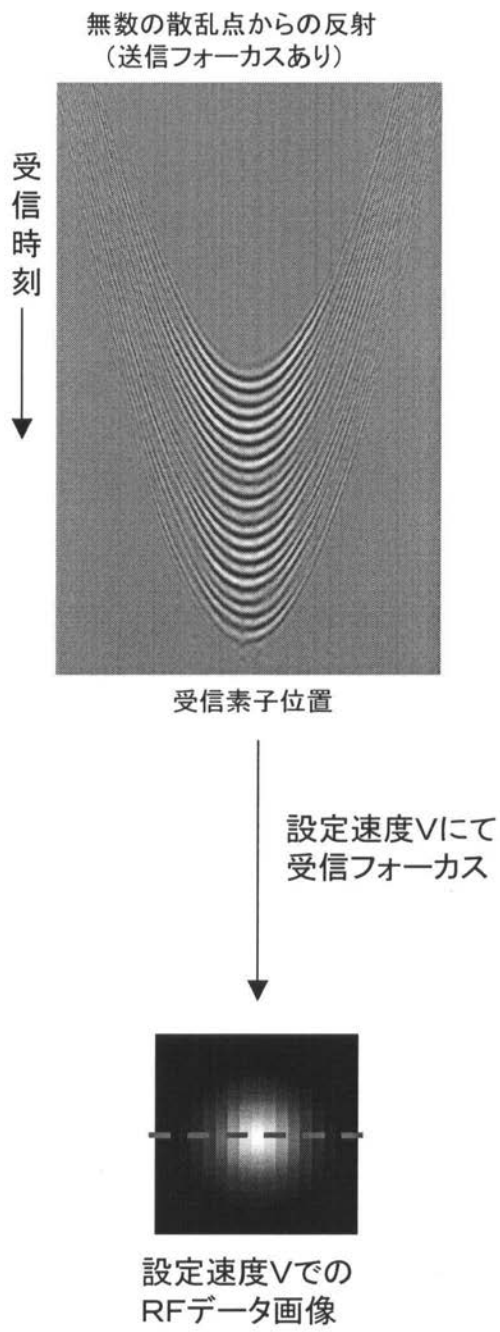 無数の散乱点からの反射
（送信フォーカスあり）
受信時刻
受信素子位置
設定速度Vにて
受信フォーカス
設定速度Vでの
RFデータ画像